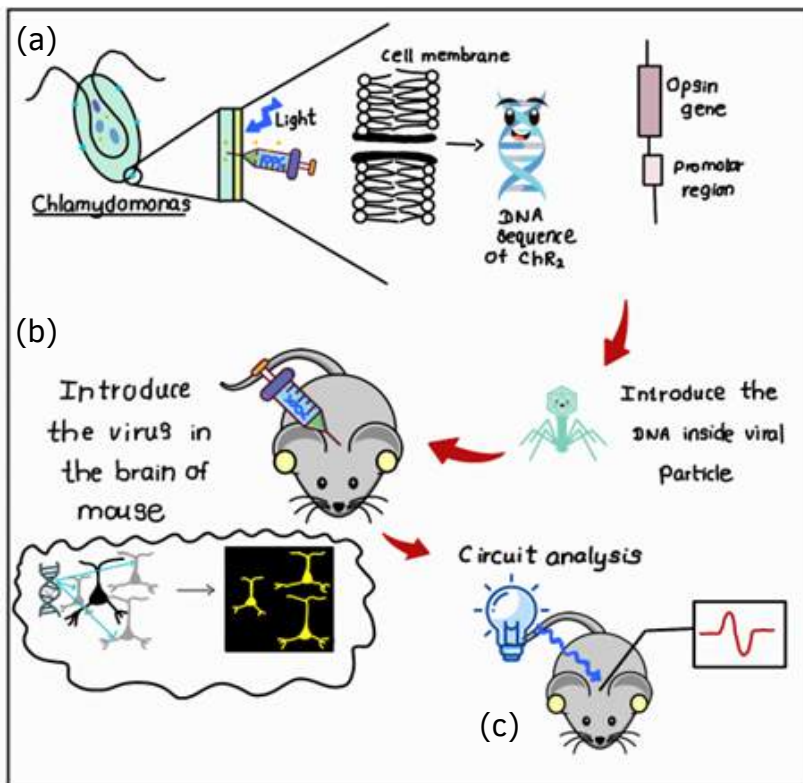 (a)
Cell membrane
Light
Chlamydomonas
DNA
Sequence
of ChR₂
Opsin
gene
Promotor
region
(b)
Introduce
the virus in
the brain of
mouse
Introduce the
DNA inside viral
Particle
Circuit analysis
(c)